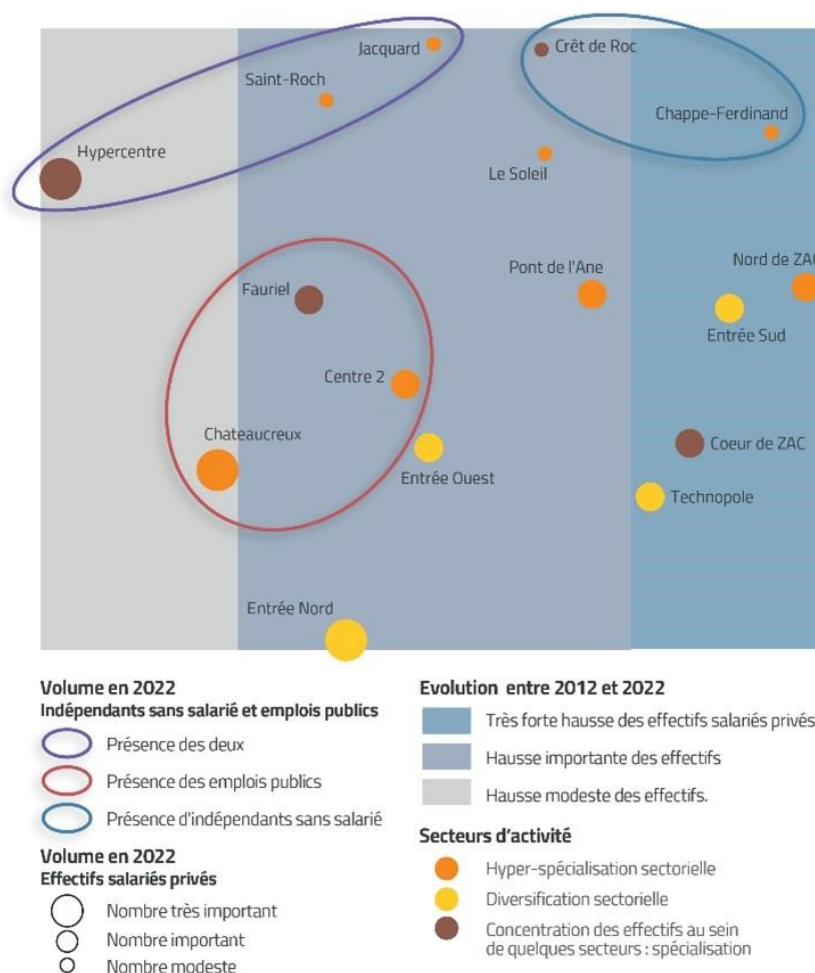 Jacquard
Crêt de Roc
Saint-Roch
Chappe-Ferdinand
Hypercentre
Le Soleil
Pont de l'Ane
Nord de ZAC
Fauriel
Entrée Sud
Centre 2
Chateaucreux
Coeur de ZAC
Entrée Ouest
Technopole
Entrée Nord
Volume en 2022
Indépendants sans salarié et emplois publics
Présence des deux
Présence des emplois publics
Présence d'indépendants sans salarié
Volume en 2022
Effectifs salariés privés
Nombre très important
Nombre important
Nombre modeste
Evolution entre 2012 et 2022
Très forte hausse des effectifs salariés privés
Hausse importante des effectifs
Hausse modeste des effectifs.
Secteurs d'activité
Hyper-spécialisation sectorielle
Diversification sectorielle
Concentration des effectifs au sein
de quelques secteurs : spécialisation